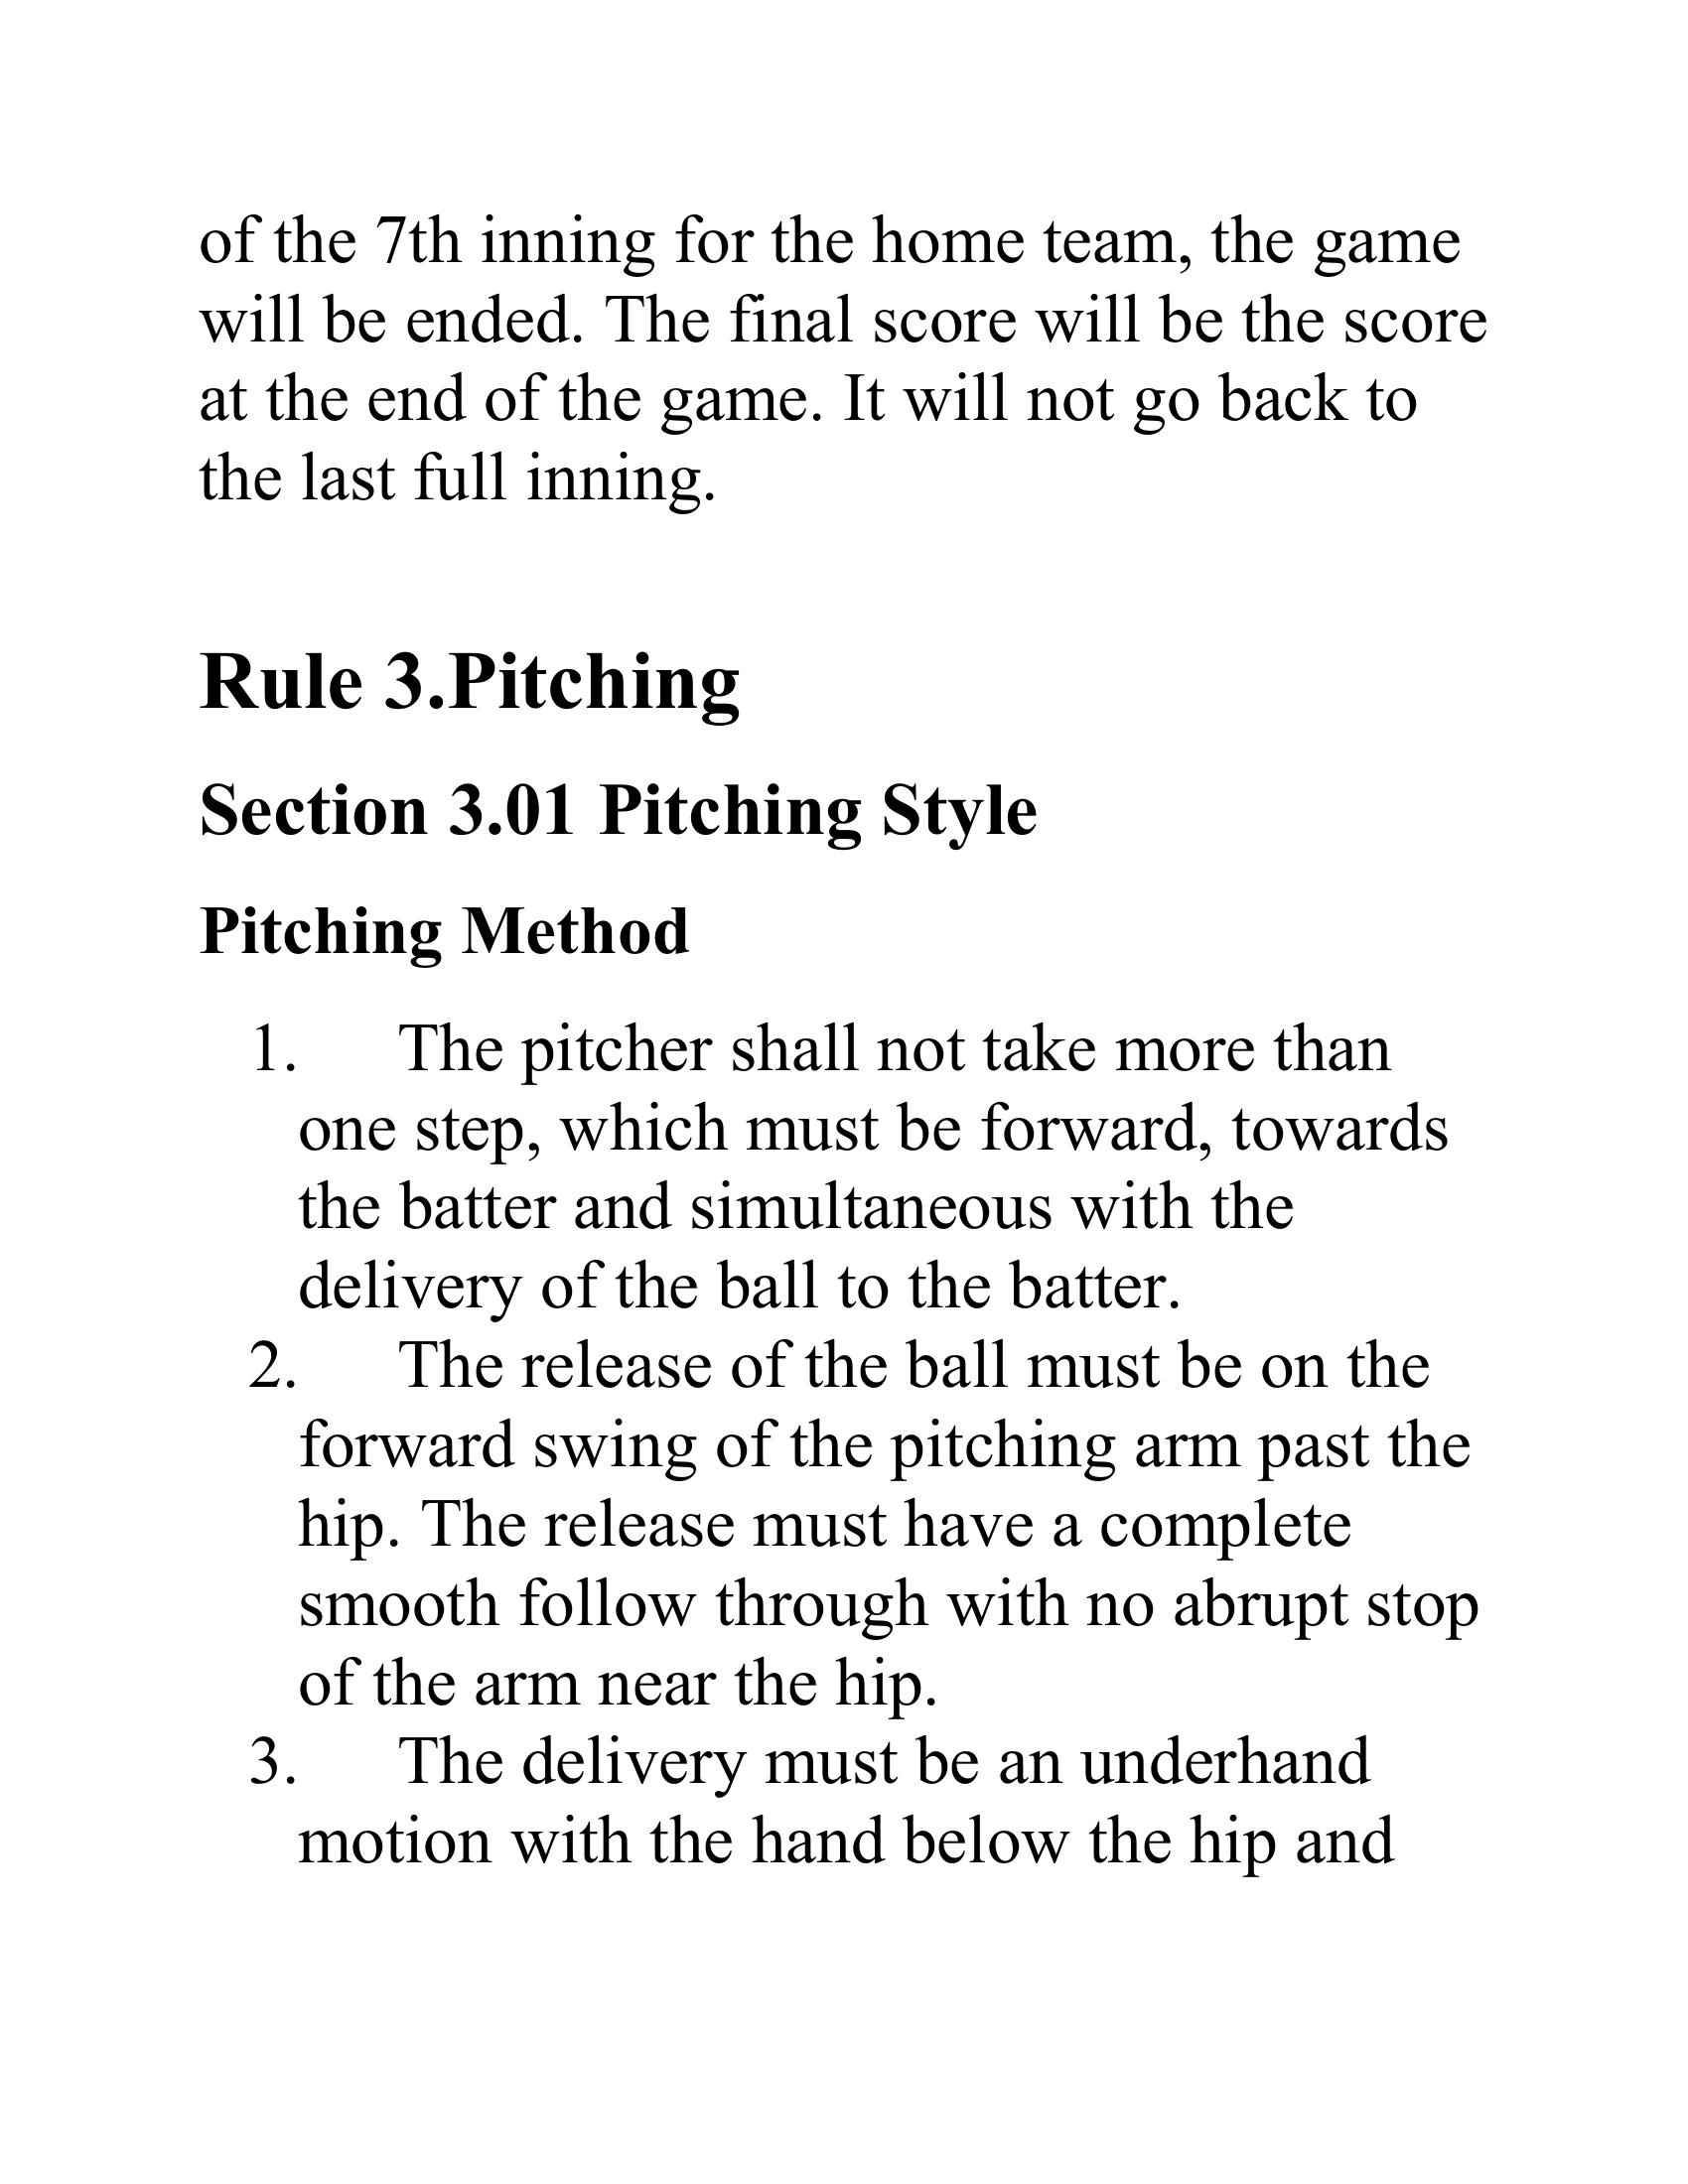 of the 7th inning for the home team, the game
will be ended. The final score will be the score
at the end of the game. It will not go back to
the last full inning.
Rule 3.Pitching
Section 3.01 Pitching Style
Pitching Method
1. The pitcher shall not take more than
one step, which must be forward, towards
the batter and simultaneous with the
delivery of the ball to the batter.
2. The release of the ball must be on the
forward swing of the pitching arm past the
hip. The release must have a complete
smooth follow through with no abrupt stop
of the arm near the hip.
3. The delivery must be an underhand
motion with the hand below the hip and